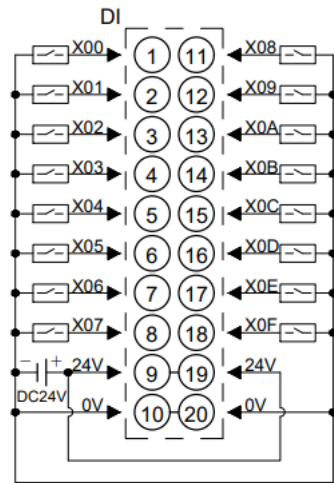 DI
X00 1 11 X08
X01 2 12 X09
X02 3 13 X0A
X03 4 14 X0B
X04 5 15 X0C
X05 6 16 X0D
X06 7 17 X0E
X07 8 18 X0F
− + 24V 9 19 24V
DC24V
0V 10 20 0V